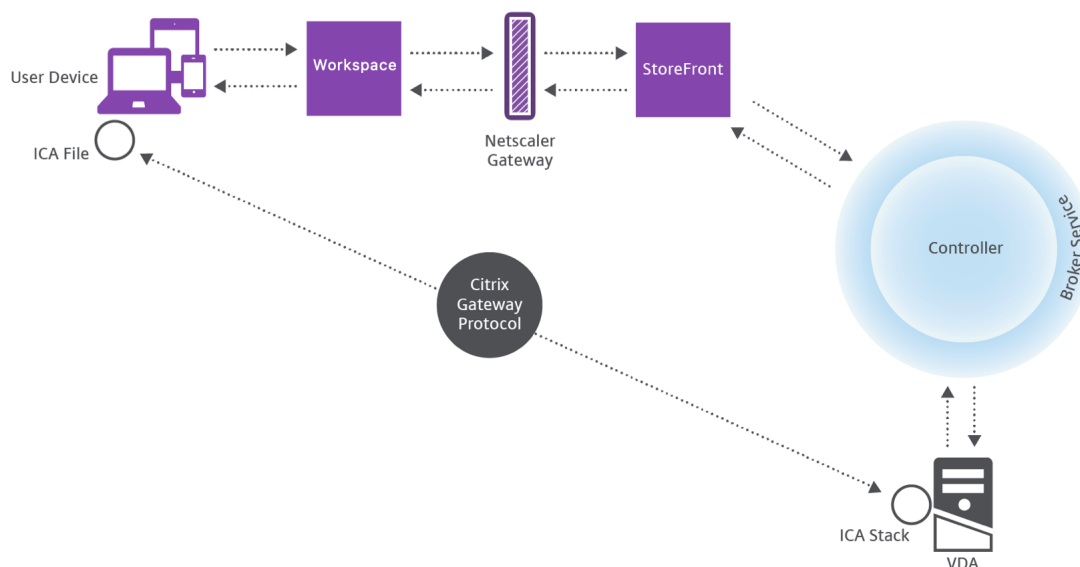 User Device
Workspace
StoreFront
Netscaler
Gateway
ICA File
Controller
Broker Service
Citrix
Gateway
Protocol
ICA Stack
VDA